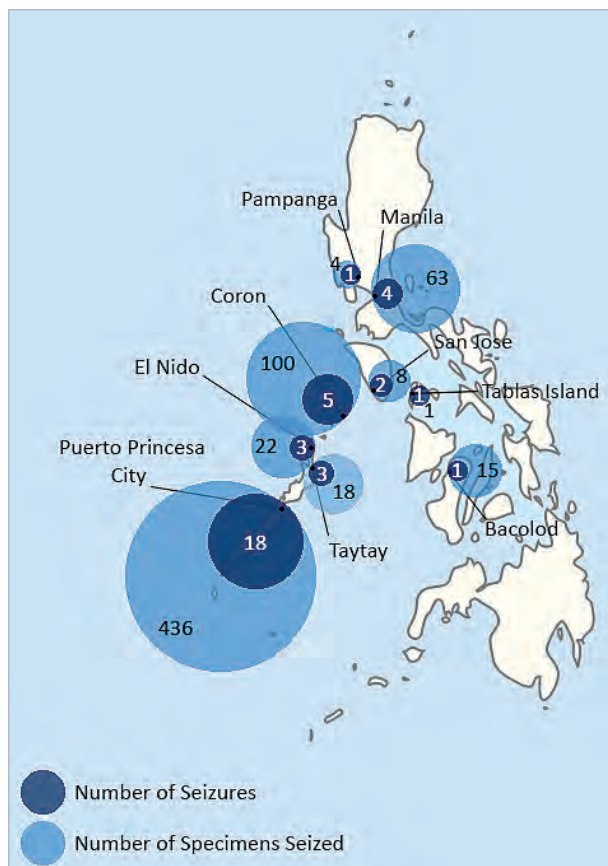 Pampanga
Manila
4
1
4
63
Coron
100
San Jose
El Nido
2
8
5
1
Tablas Island
1
Puerto Princesa
City
22
3
3
18
1
15
Taytay
Bacolod
18
436
Number of Seizures
Number of Specimens Seized